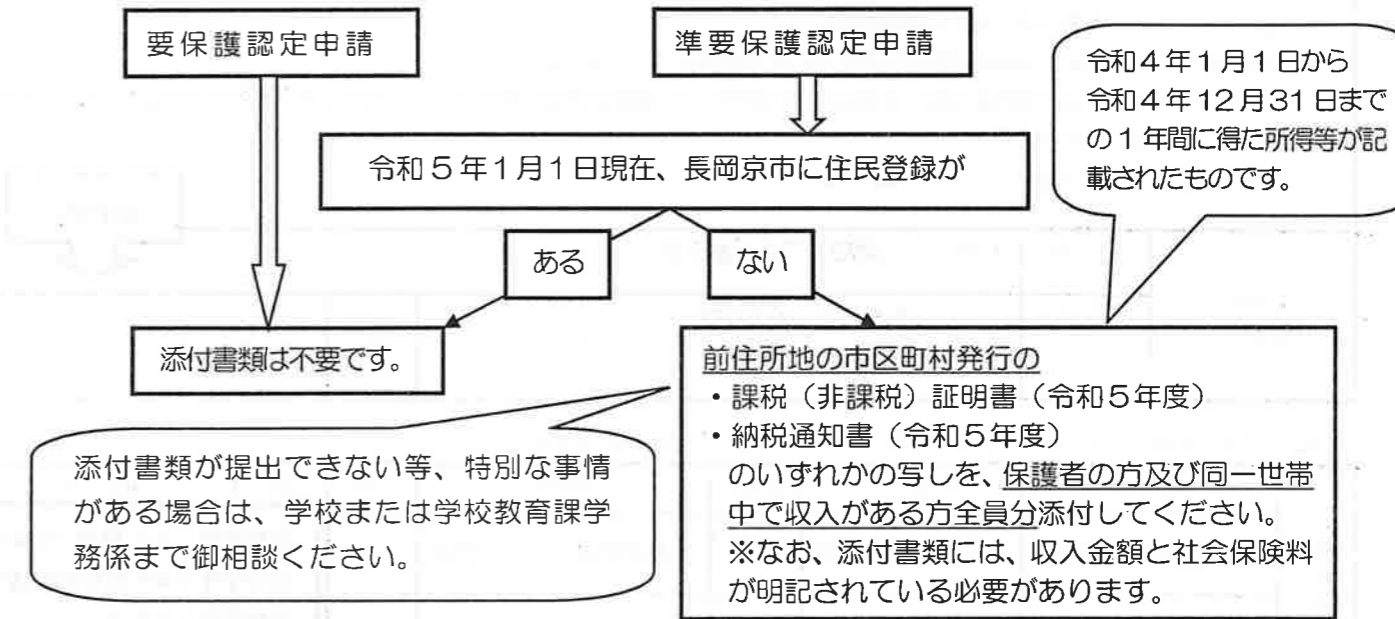 要保護認定申請
準要保護認定申請
令和4年1月1日から
令和4年12月31日まで
の1年間に得た所得等が記
載されたものです。
令和5年1月1日現在、長岡京市に住民登録が
ある
ない
添付書類は不要です。
前住所地の市区町村発行の
・課税（非課税）証明書（令和5年度）
・納税通知書（令和5年度）
のいずれかの写しを、保護者の方及び同一世帯
中で収入がある方全員分添付してください。
※なお、添付書類には、収入金額と社会保険料
が明記されている必要があります。
添付書類が提出できない等、特別な事情
がある場合は、学校または学校教育課学
務係まで御相談ください。